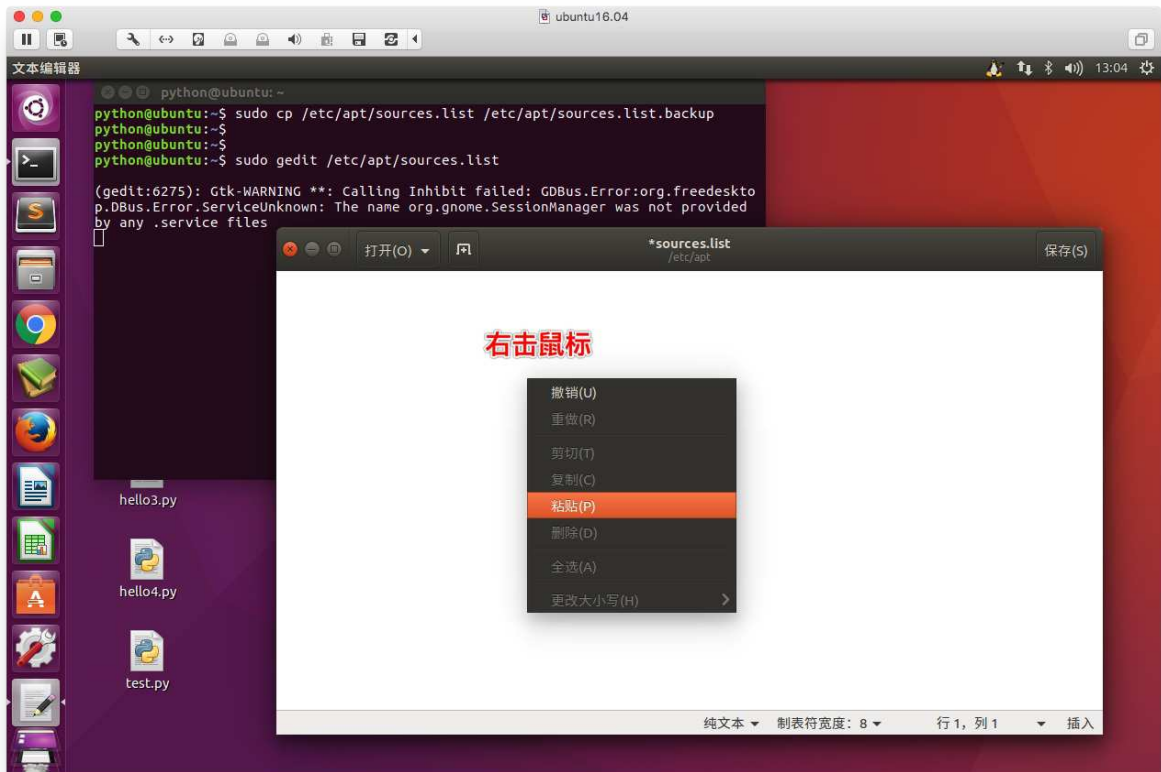 ubuntu16.04
文本编辑器
13:04
python@ubuntu: ~
python@ubuntu:~$ sudo cp /etc/apt/sources.list /etc/apt/sources.list.backup
python@ubuntu:~$
python@ubuntu:~$
python@ubuntu:~$ sudo gedit /etc/apt/sources.list
(gedit:6275): Gtk-WARNING **: Calling Inhibit failed: GDBus.Error:org.freedeskto
p.DBus.Error.ServiceUnknown: The name org.gnome.SessionManager was not provided
by any .service files
打开(O)
*sources.list
/etc/apt
保存(S)
右击鼠标
撤销(U)
重做(R)
剪切(T)
复制(C)
粘贴(P)
删除(D)
全选(A)
更改大小写(H)
hello3.py
hello4.py
test.py
纯文本 制表符宽度: 8 行 1, 列 1 插入